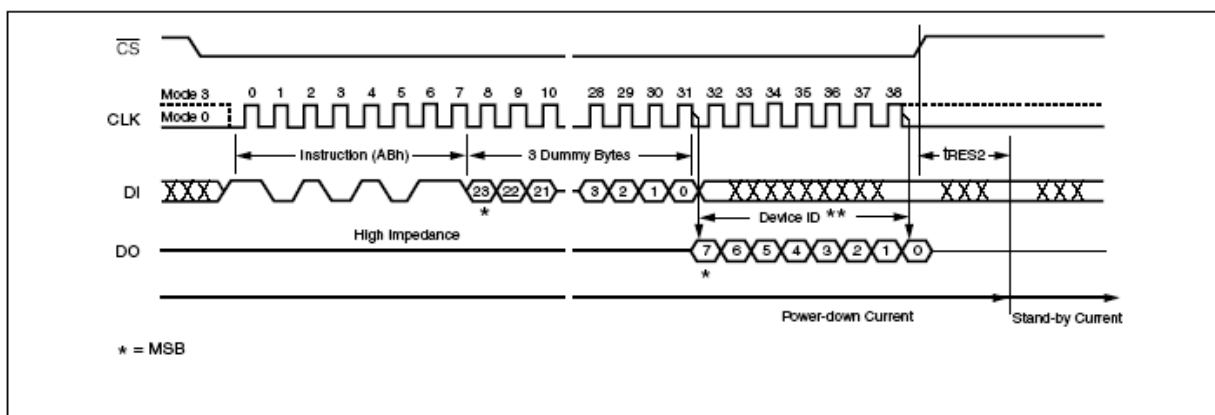 CS
Mode 3 0 1 2 3 4 5 6 7 8 9 10 28 29 30 31 32 33 34 35 36 37 38
CLK Mode 0
Instruction (ABh) 3 Dummy Bytes tRES2
DI 23 22 21 3 2 1 0
* Device ID **
High Impedance
DO 7 6 5 4 3 2 1 0
*
Power-down Current Stand-by Current
* = MSB